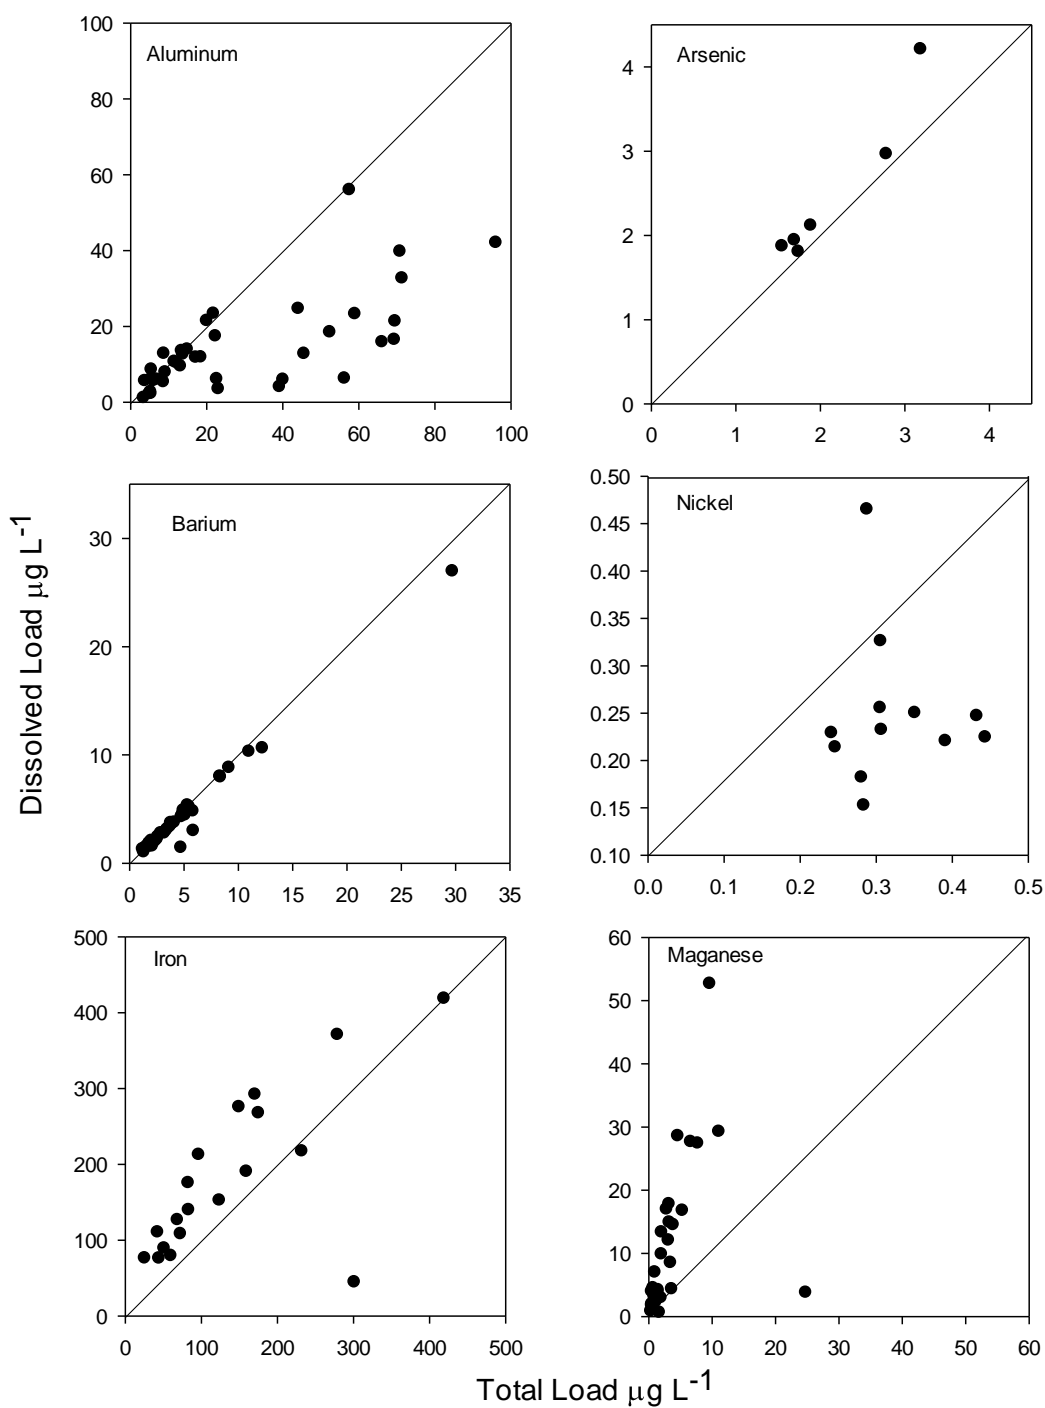 Aluminum
100
80
60
40
20
0
0 20 40 60 80 100
Arsenic
4
3
2
1
0
0 1 2 3 4
Barium
30
20
10
0
0 5 10 15 20 25 30 35
Nickel
0.50
0.45
0.40
0.35
0.30
0.25
0.20
0.15
0.10
0.0 0.1 0.2 0.3 0.4 0.5
Iron
500
400
300
200
100
0
0 100 200 300 400 500
Maganese
60
50
40
30
20
10
0
0 10 20 30 40 50 60
Dissolved Load μg L-1
Total Load μg L-1